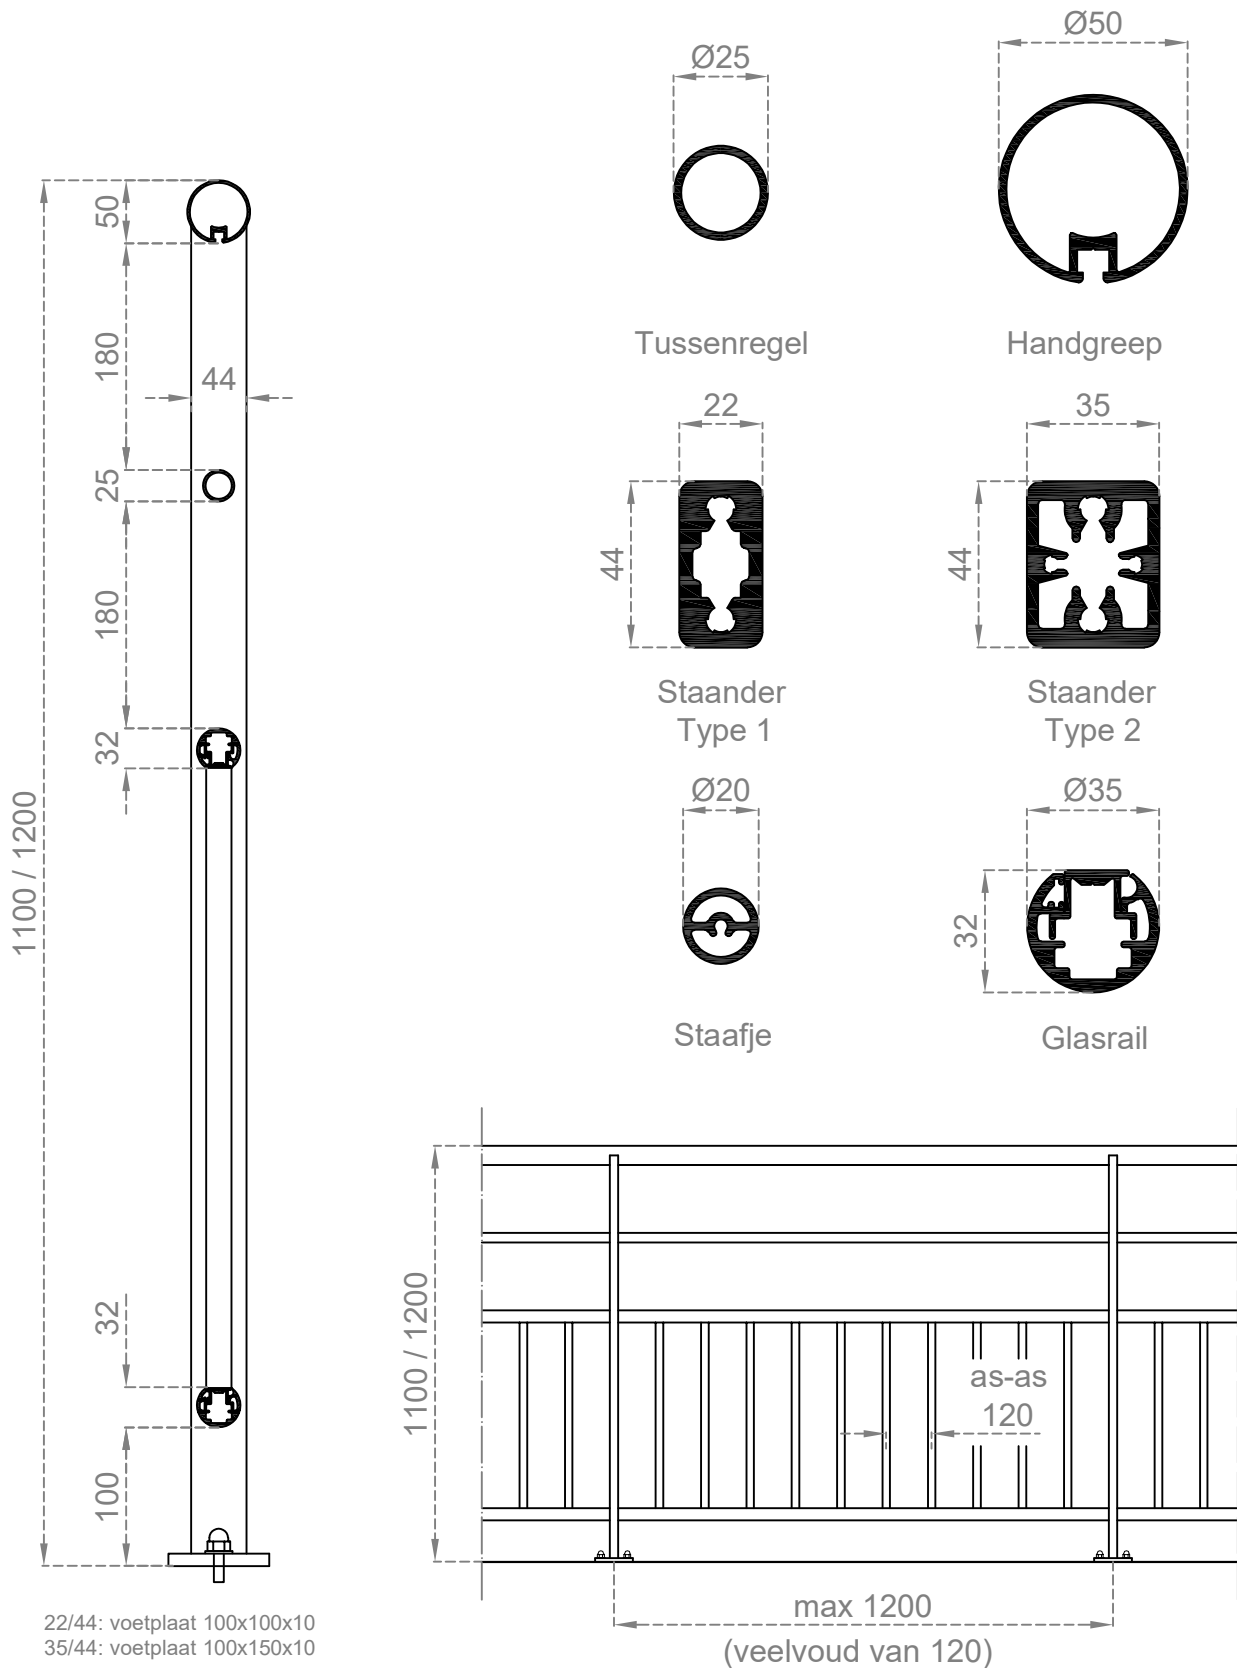 Ø50
Ø25
50
180
44
25
180
32
1100 / 1200
32
100
Tussenregel
Handgreep
22
35
44
44
Staander
Type 1
Staander
Type 2
Ø20
Ø35
32
Staafje
Glasrail
1100 / 1200
as-as
120
max 1200
(veelvoud van 120)
22/44: voetplaat 100x100x10
35/44: voetplaat 100x150x10